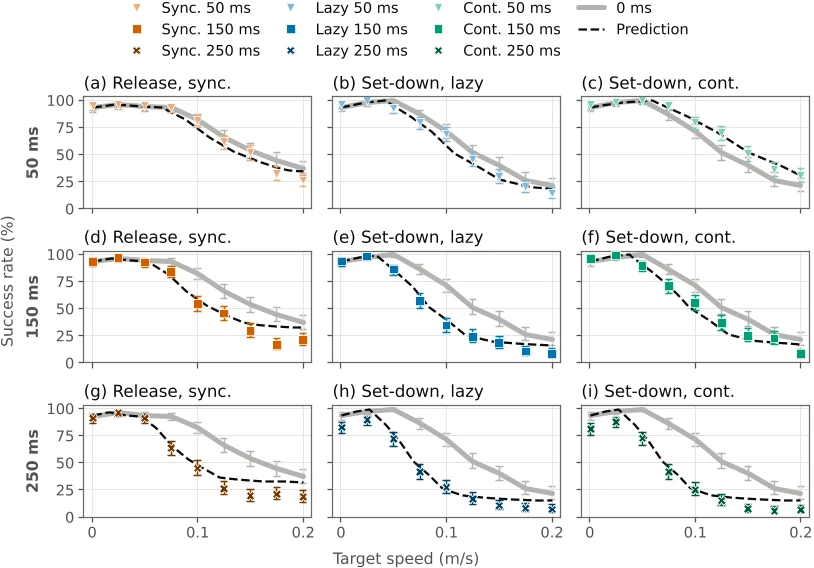 Sync. 50 ms Lazy 50 ms Cont. 50 ms 0 ms
Sync. 150 ms Lazy 150 ms Cont. 150 ms Prediction
Sync. 250 ms Lazy 250 ms Cont. 250 ms
(a) Release, sync. (b) Set-down, lazy (c) Set-down, cont.
100
75
50
25
0
50 ms
(d) Release, sync. (e) Set-down, lazy (f) Set-down, cont.
100
75
50
25
0
150 ms
Success rate (%)
(g) Release, sync. (h) Set-down, lazy (i) Set-down, cont.
100
75
50
25
0
250 ms
0 0.1 0.2 0 0.1 0.2 0 0.1 0.2
Target speed (m/s)